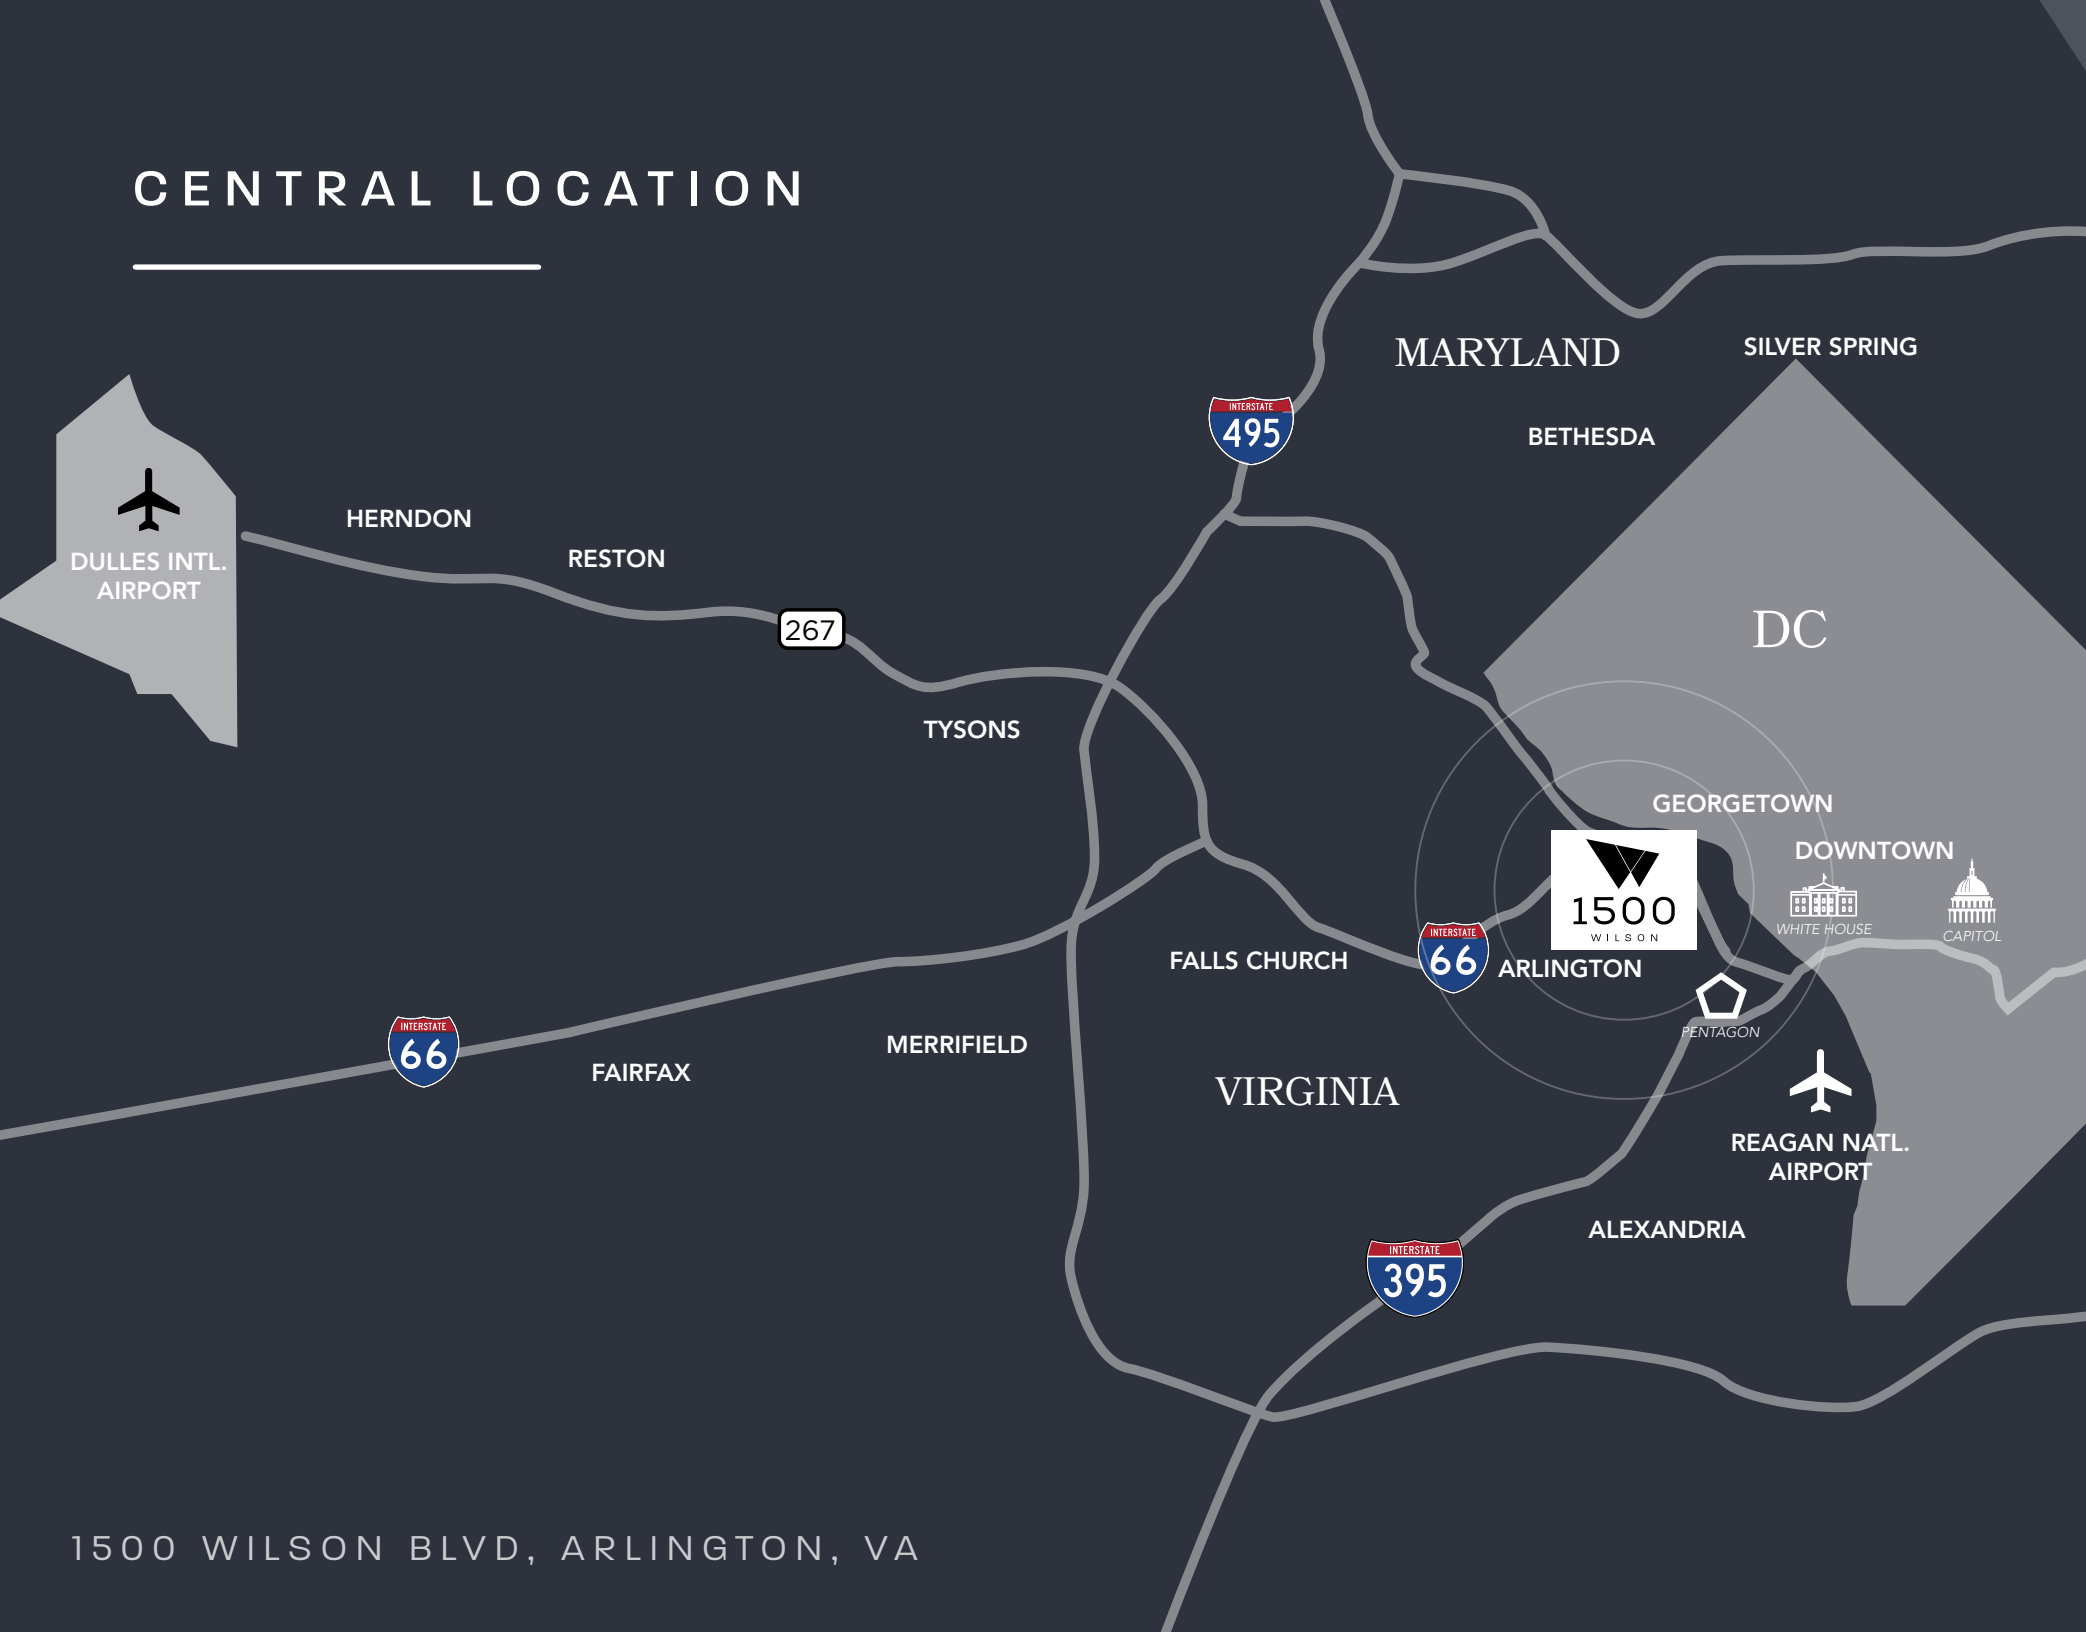 CENTRAL LOCATION
MARYLAND
SILVER SPRING
INTERSTATE
495
BETHESDA
HERNDON
DULLES INTL.
AIRPORT
RESTON
267
DC
TYSONS
GEORGETOWN
DOWNTOWN
1500
WILSON
WHITE HOUSE
CAPITOL
INTERSTATE
66
FALLS CHURCH
ARLINGTON
INTERSTATE
66
PENTAGON
MERRIFIELD
FAIRFAX
VIRGINIA
REAGAN NATL.
AIRPORT
ALEXANDRIA
INTERSTATE
395
1500 WILSON BLVD, ARLINGTON, VA